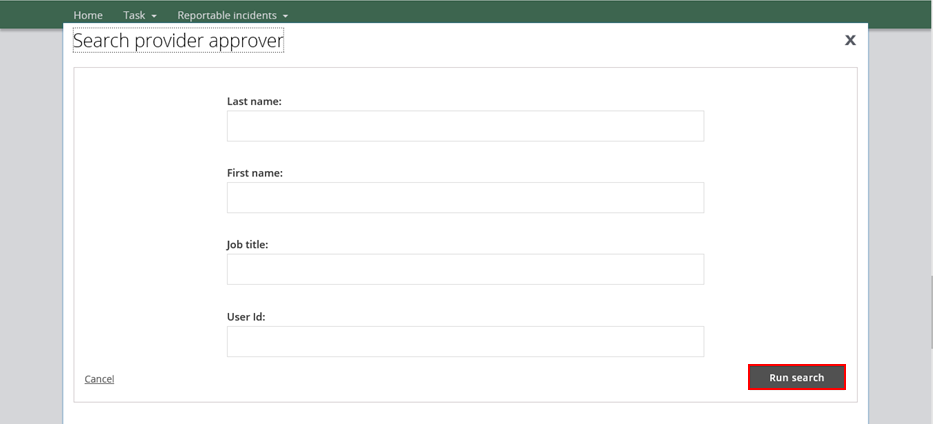 Home Task Reportable incidents
Search provider approver X
Last name:
First name:
Job title:
User Id:
Cancel Run search